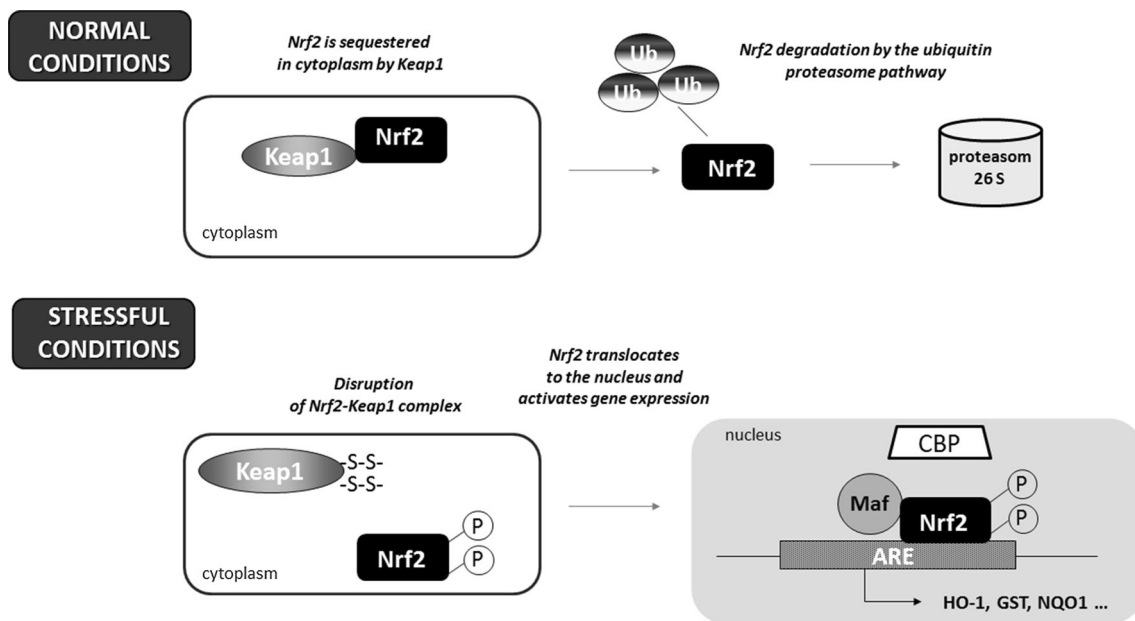 NORMAL
CONDITIONS
Nrf2 is sequestered
in cytoplasm by Keap1
Keap1
Nrf2
cytoplasm
Ub
Ub
Ub
Nrf2
Nrf2 degradation by the ubiquitin
proteasome pathway
proteasom
26 S
STRESSFUL
CONDITIONS
Disruption
of Nrf2-Keap1 complex
Keap1
-S-S-
-S-S-
Nrf2
P
P
cytoplasm
Nrf2 translocates
to the nucleus and
activates gene expression
nucleus
CBP
Maf
Nrf2
P
P
ARE
HO-1, GST, NQO1 ...